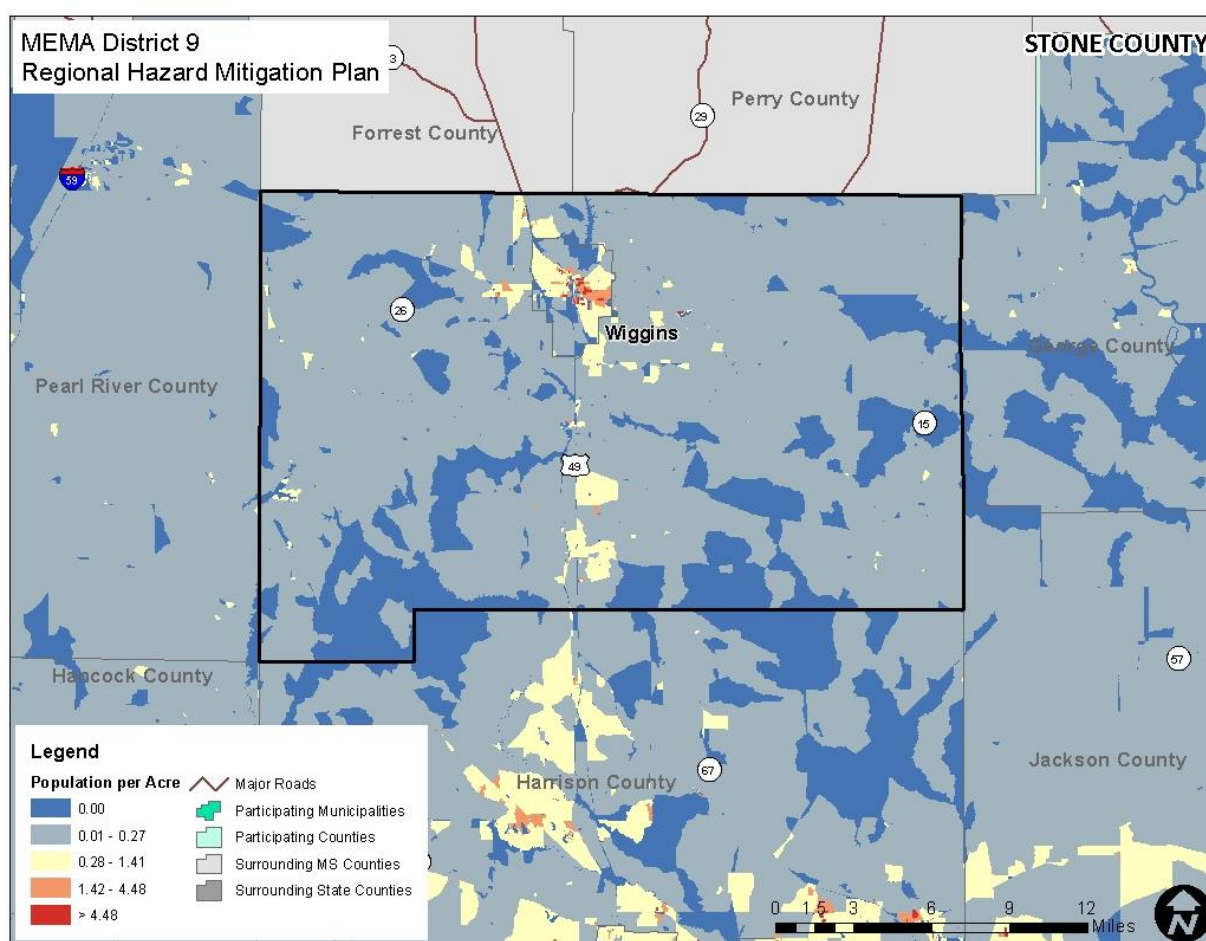 MEMA District 9
Regional Hazard Mitigation Plan
STONE COUNTY
3
29
Perry County
Forrest County
59
26
Wiggins
George County
Pearl River County
15
49
57
Hancock County
Jackson County
Harrison County
67
Legend
Population per Acre
0.00
0.01 - 0.27
0.28 - 1.41
1.42 - 4.48
> 4.48
Major Roads
Participating Municipalities
Participating Counties
Surrounding MS Counties
Surrounding State Counties
0 1.5 3 6 9 12
Miles
N